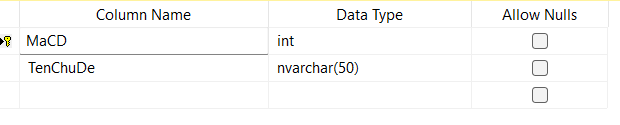 Column Name Data Type Allow Nulls
MaCD int
TenChuDe nvarchar(50)